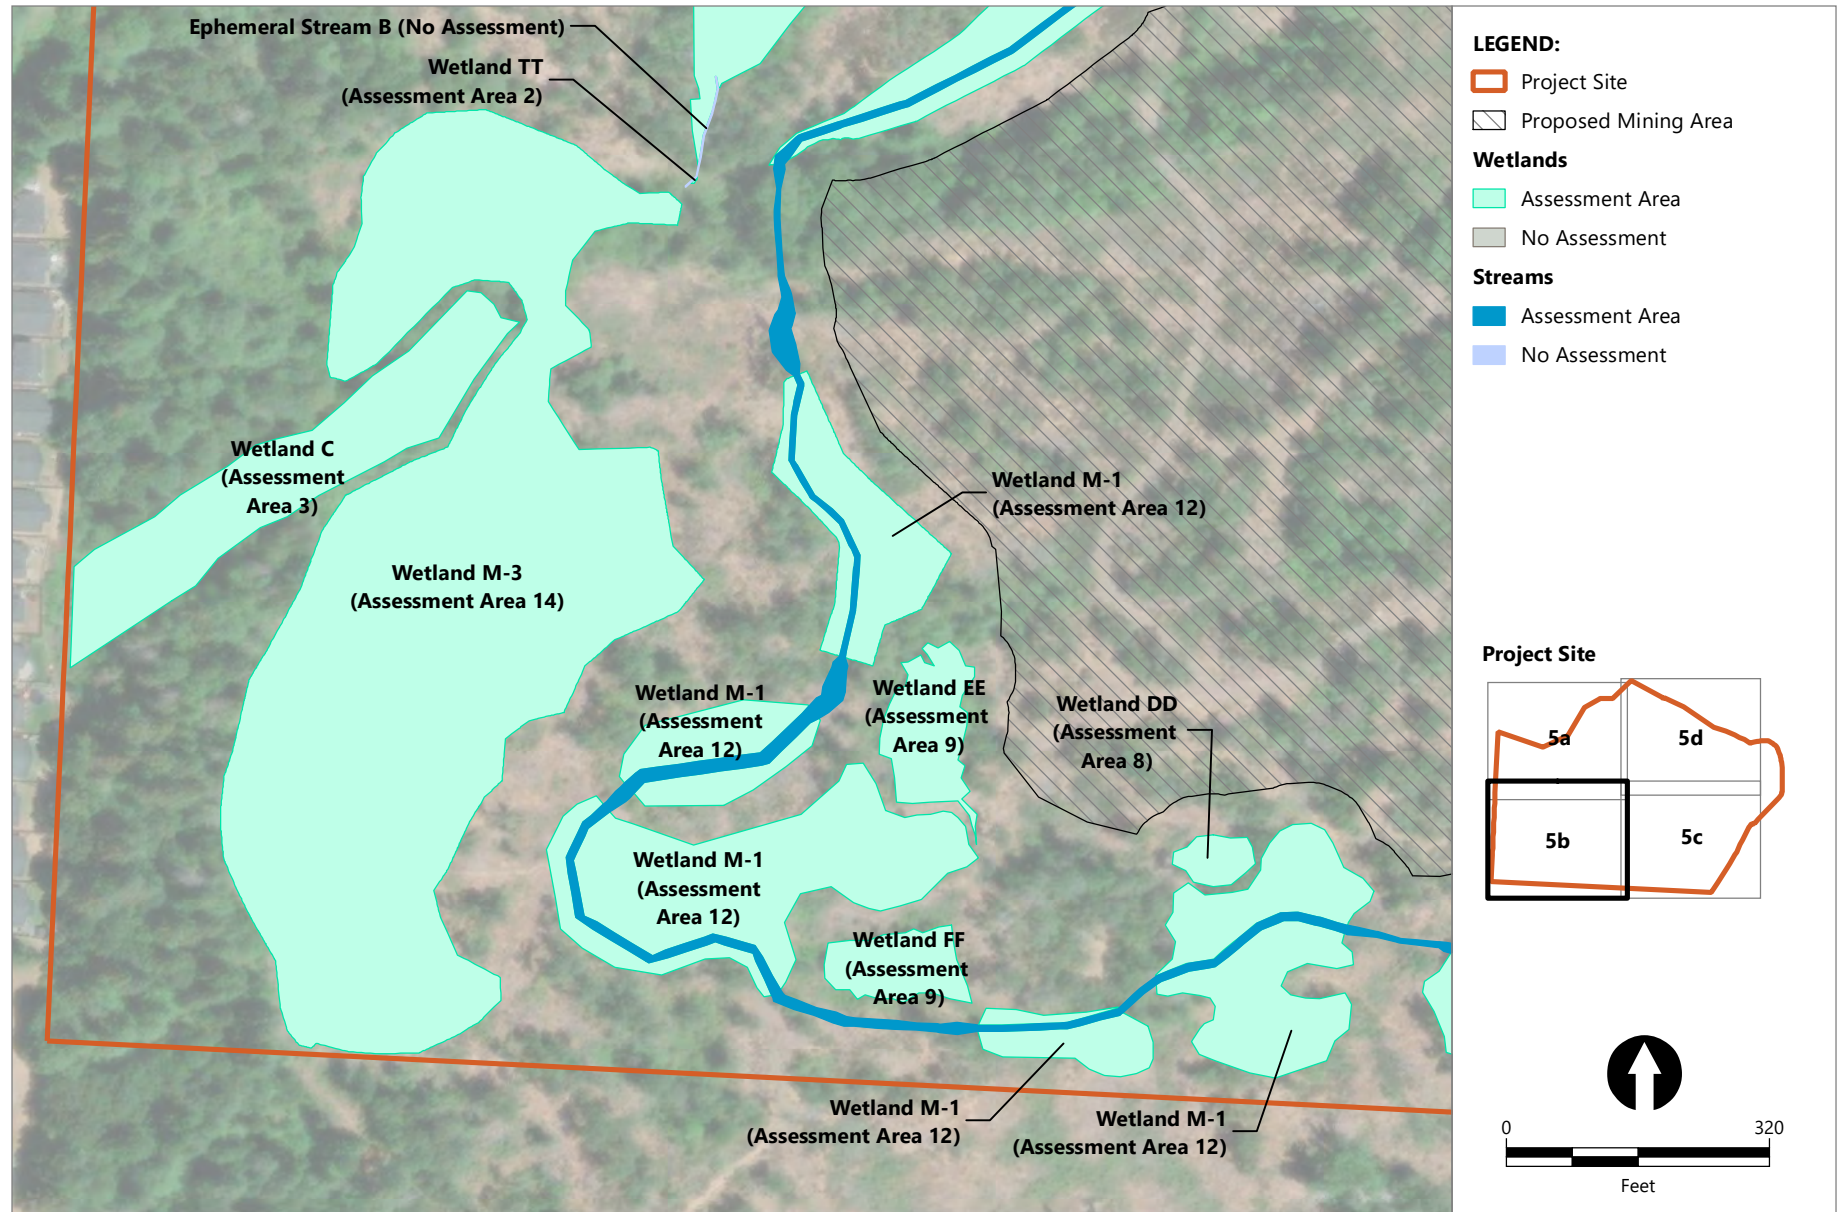 Ephemeral Stream B (No Assessment)
Wetland TT
(Assessment Area 2)
Wetland C
(Assessment
Area 3)
Wetland M-3
(Assessment Area 14)
Wetland M-1
(Assessment Area 12)
Wetland M-1
(Assessment
Area 12)
Wetland EE
(Assessment
Area 9)
Wetland DD
(Assessment
Area 8)
Wetland M-1
(Assessment
Area 12)
Wetland FF
(Assessment
Area 9)
Wetland M-1
(Assessment Area 12)
Wetland M-1
(Assessment Area 12)
LEGEND:
Project Site
Proposed Mining Area
Wetlands
Assessment Area
No Assessment
Streams
Assessment Area
No Assessment
Project Site
5a
5d
5b
5c
0
320
Feet